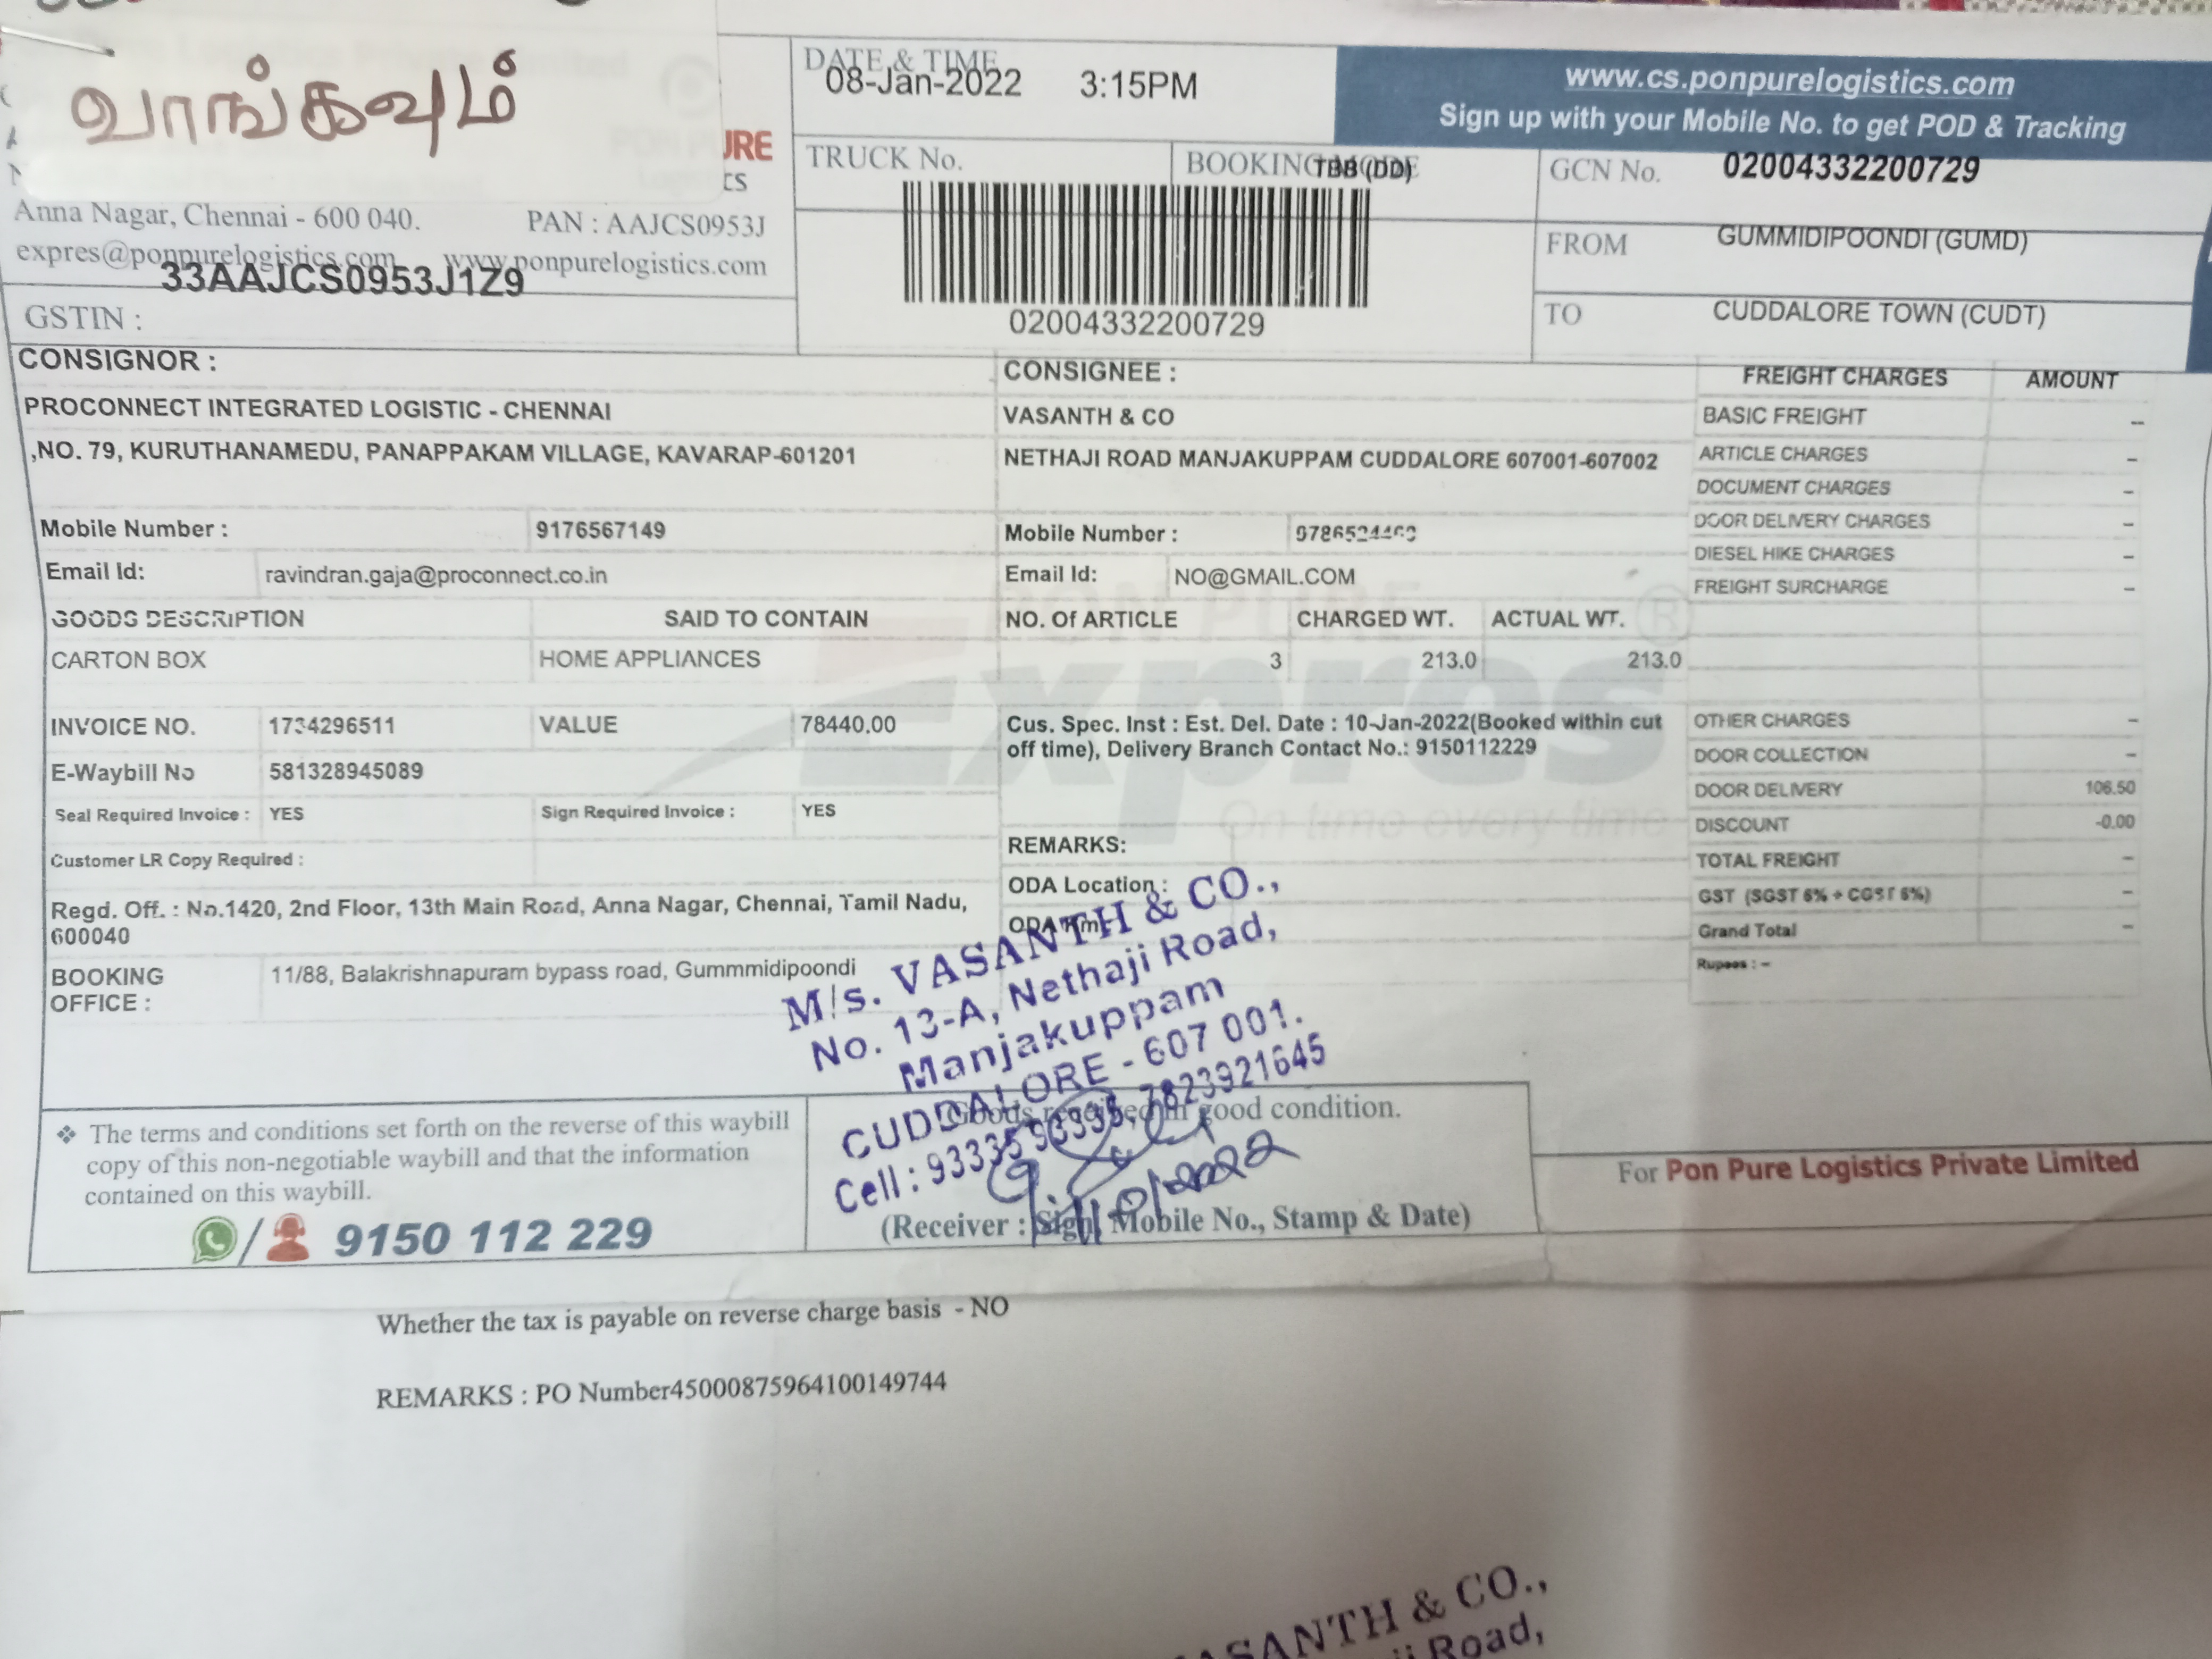 வாங்கவும்
URE
CS
Anna Nagar, Chennai - 600 040.
PAN : AAJCS0953J
expres@ponpurelogistics.com
www.ponpurelogistics.com
33AAJCS0953J1Z9
GSTIN :
DATE & TIME
08-Jan-2022 3:15PM
www.cs.ponpurelogistics.com
Sign up with your Mobile No. to get POD & Tracking
TRUCK No.
BOOKING MODE
TBB (DD)
GCN No. 02004332200729
FROM GUMMIDIPOONDI (GUMD)
TO CUDDALORE TOWN (CUDT)
02004332200729
CONSIGNOR :
PROCONNECT INTEGRATED LOGISTIC - CHENNAI
,NO. 79, KURUTHANAMEDU, PANAPPAKAM VILLAGE, KAVARAP-601201
Mobile Number : 9176567149
Email Id: ravindran.gaja@proconnect.co.in
CONSIGNEE :
VASANTH & CO
NETHAJI ROAD MANJAKUPPAM CUDDALORE 607001-607002
Mobile Number :
Email Id: NO@GMAIL.COM
GOODS DESCRIPTION SAID TO CONTAIN NO. Of ARTICLE CHARGED WT. ACTUAL WT.
CARTON BOX HOME APPLIANCES 3 213.0 213.0
INVOICE NO. 1734296511 VALUE 78440.00
E-Waybill No 581328945089
Seal Required Invoice : YES Sign Required Invoice : YES
Customer LR Copy Required :
Regd. Off. : No.1420, 2nd Floor, 13th Main Road, Anna Nagar, Chennai, Tamil Nadu,
600040
BOOKING OFFICE : 11/88, Balakrishnapuram bypass road, Gummmidipoondi
Cus. Spec. Inst : Est. Del. Date : 10-Jan-2022(Booked within cut
off time), Delivery Branch Contact No.: 9150112229
REMARKS:
ODA Location :
ODA Km
PON PURE
Expres ®
On time every time
FREIGHT CHARGES AMOUNT
BASIC FREIGHT --
ARTICLE CHARGES --
DOCUMENT CHARGES --
DOOR DELIVERY CHARGES --
DIESEL HIKE CHARGES --
FREIGHT SURCHARGE --
OTHER CHARGES --
DOOR COLLECTION --
DOOR DELIVERY 106.50
DISCOUNT -0.00
TOTAL FREIGHT --
GST (SGST 6% + CGST 6%) --
Grand Total --
Rupees : --
M/s. VASANTH & CO.,
No. 13-A, Nethaji Road,
Manjakuppam
CUDDALORE - 607 001.
7823921645
Goods received in good condition.
(Receiver : Sign, Mobile No., Stamp & Date)
❖ The terms and conditions set forth on the reverse of this waybill
copy of this non-negotiable waybill and that the information
contained on this waybill.
/ 9150 112 229
For Pon Pure Logistics Private Limited
Whether the tax is payable on reverse charge basis - NO
REMARKS : PO Number45000875964100149744
VASANTH & CO.,
Road,